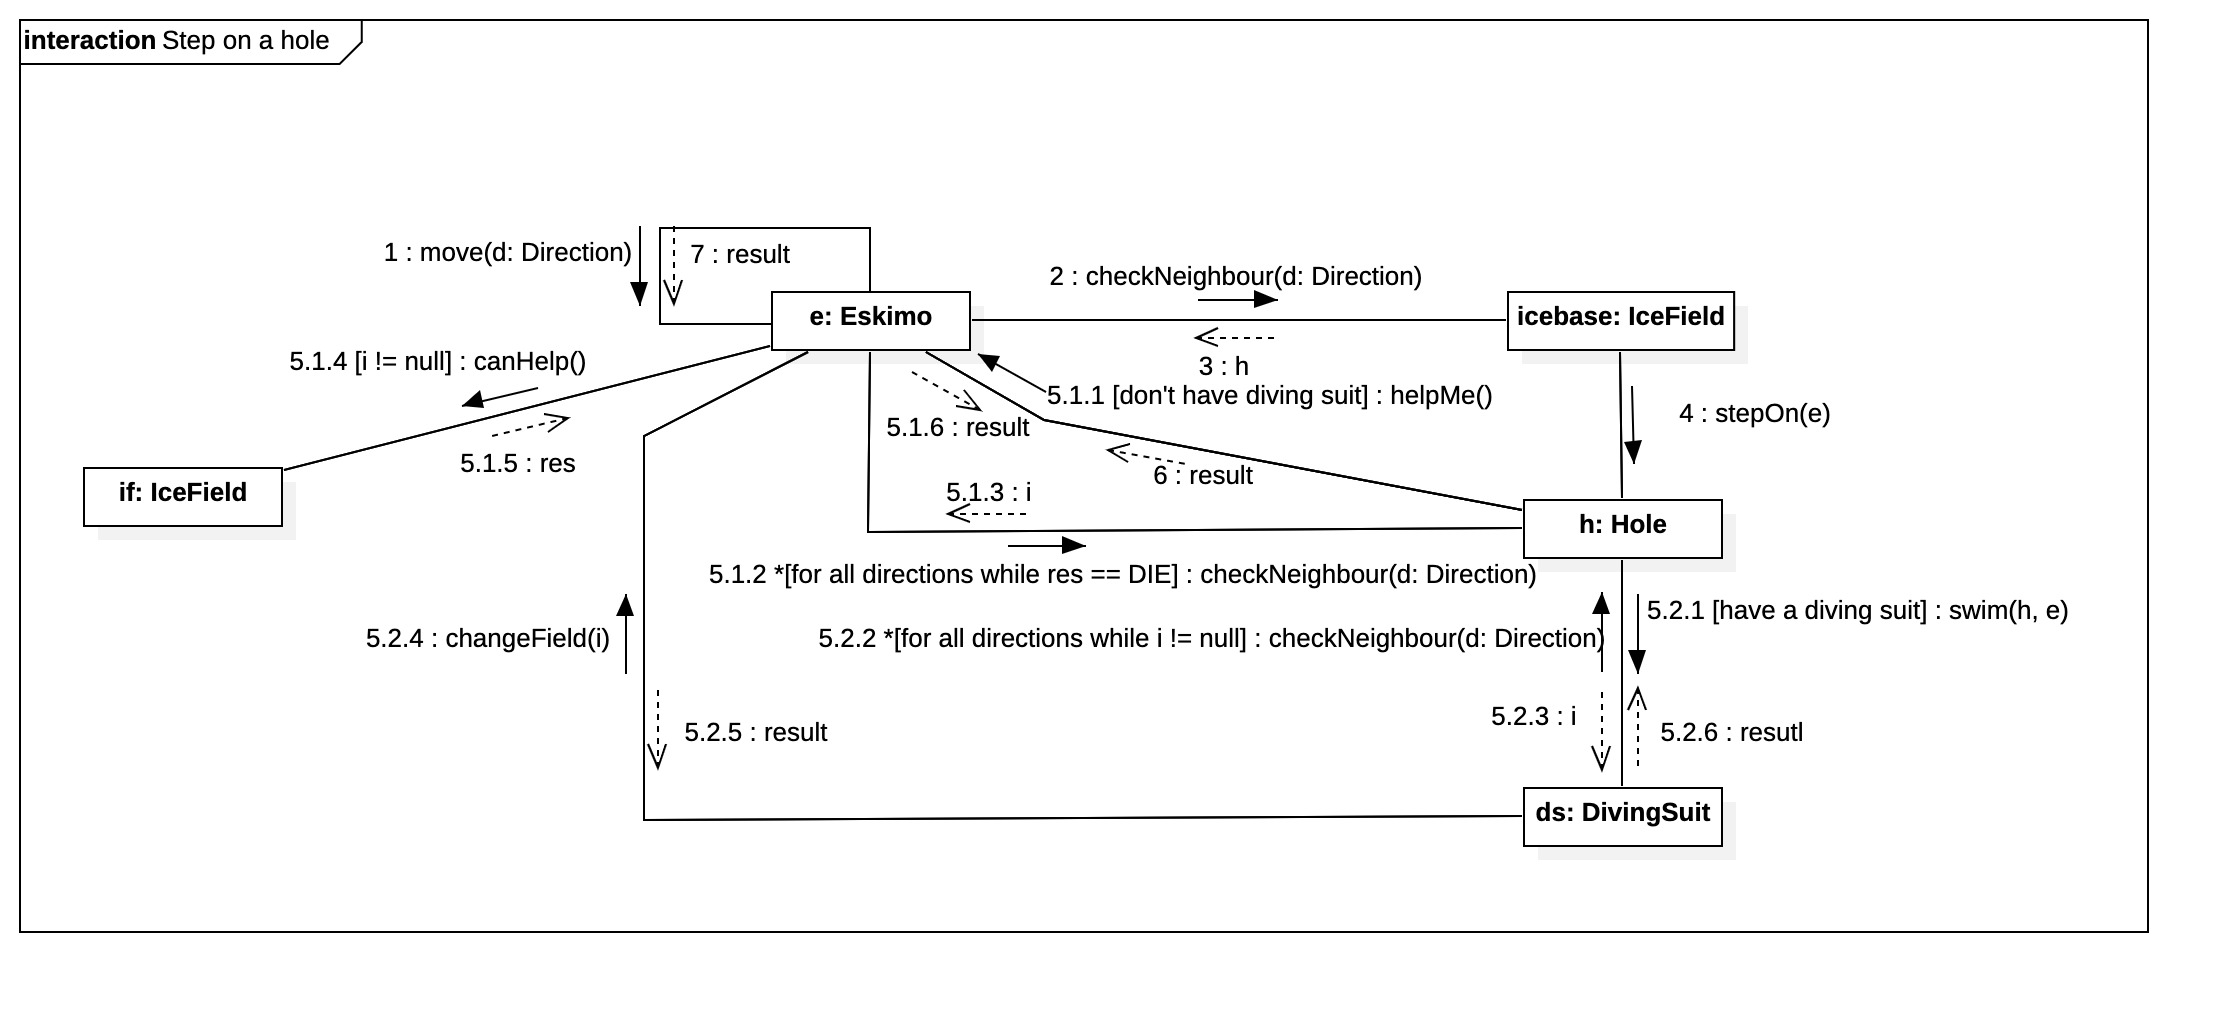 interaction Step on a hole
1 : move(d: Direction)
7 : result
2 : checkNeighbour(d: Direction)
e: Eskimo
icebase: IceField
3 : h
5.1.4 [i != null] : canHelp()
5.1.1 [don't have diving suit] : helpMe()
4 : stepOn(e)
5.1.6 : result
5.1.5 : res
6 : result
if: IceField
5.1.3 : i
h: Hole
5.1.2 *[for all directions while res == DIE] : checkNeighbour(d: Direction)
5.2.1 [have a diving suit] : swim(h, e)
5.2.4 : changeField(i)
5.2.2 *[for all directions while i != null] : checkNeighbour(d: Direction)
5.2.3 : i
5.2.5 : result
5.2.6 : resutl
ds: DivingSuit